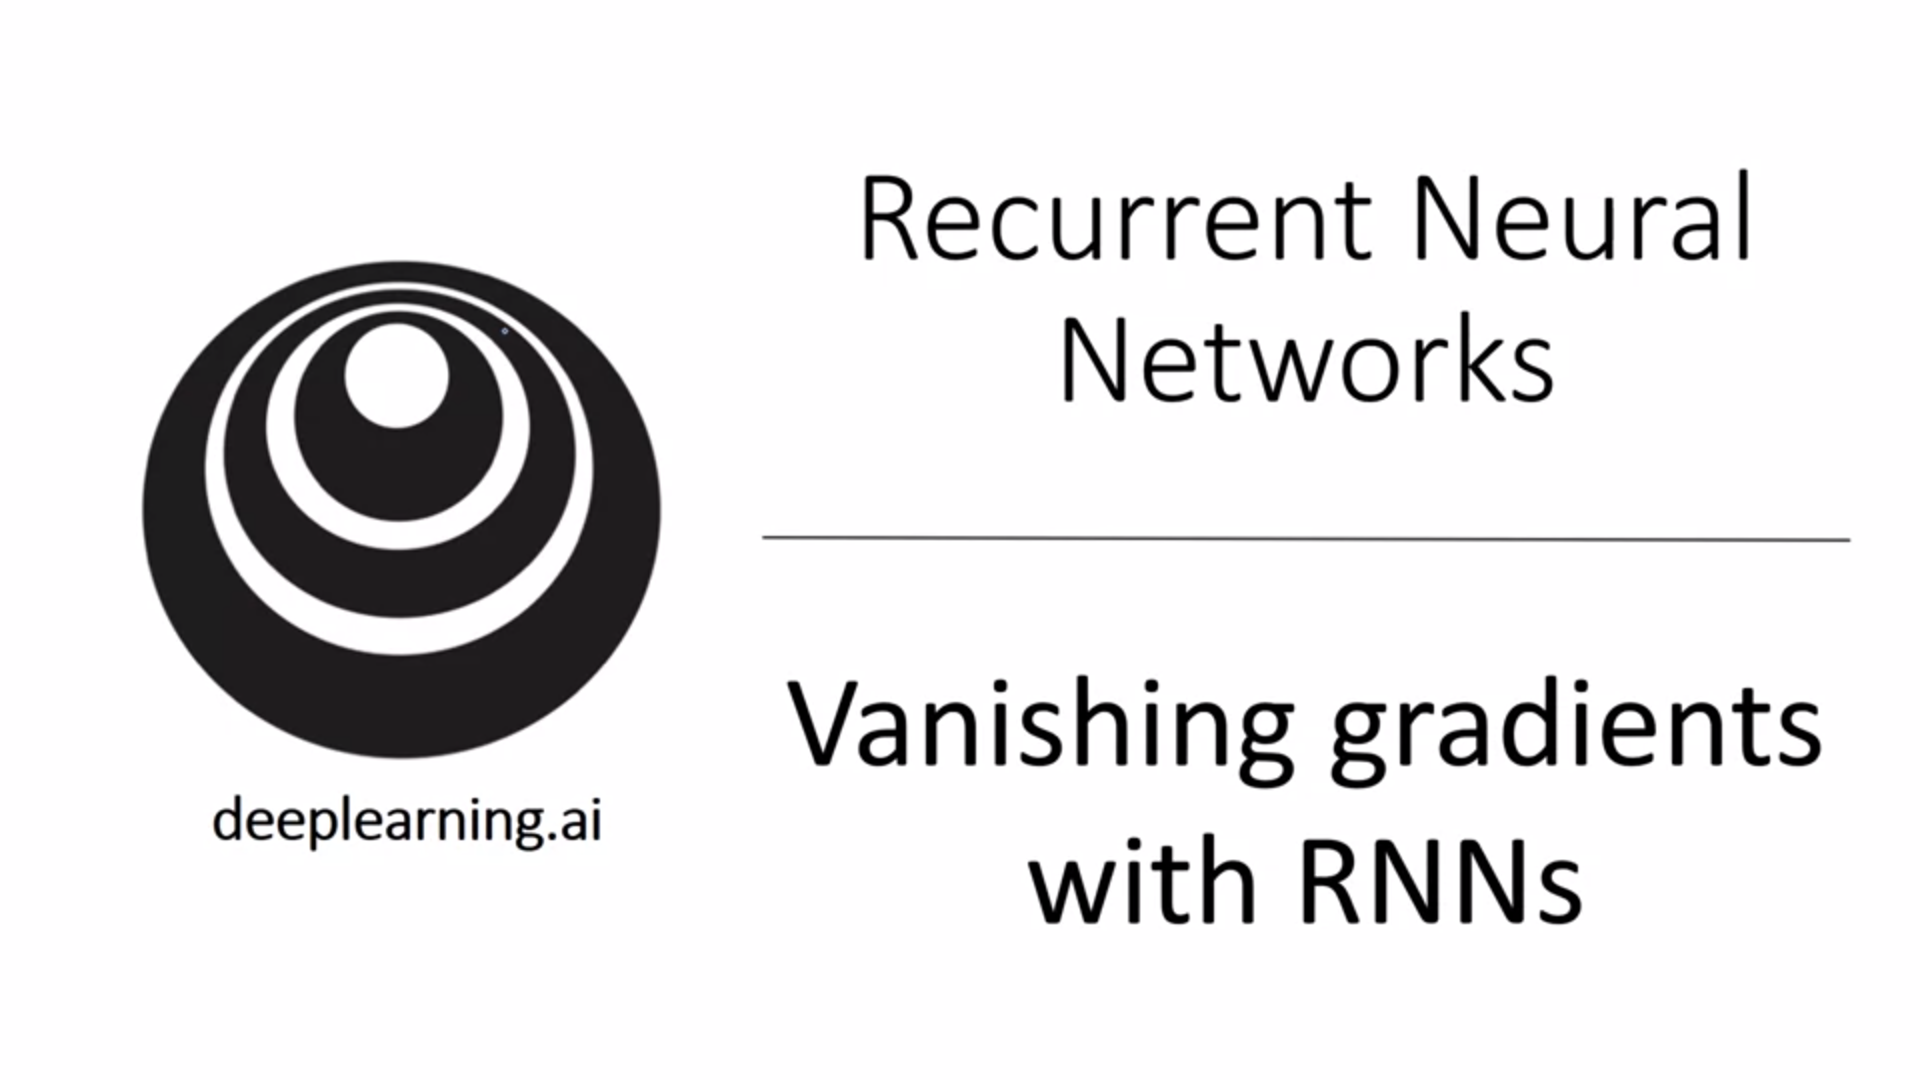 Recurrent Neural
Networks
Vanishing gradients
with RNNs
deeplearning.ai